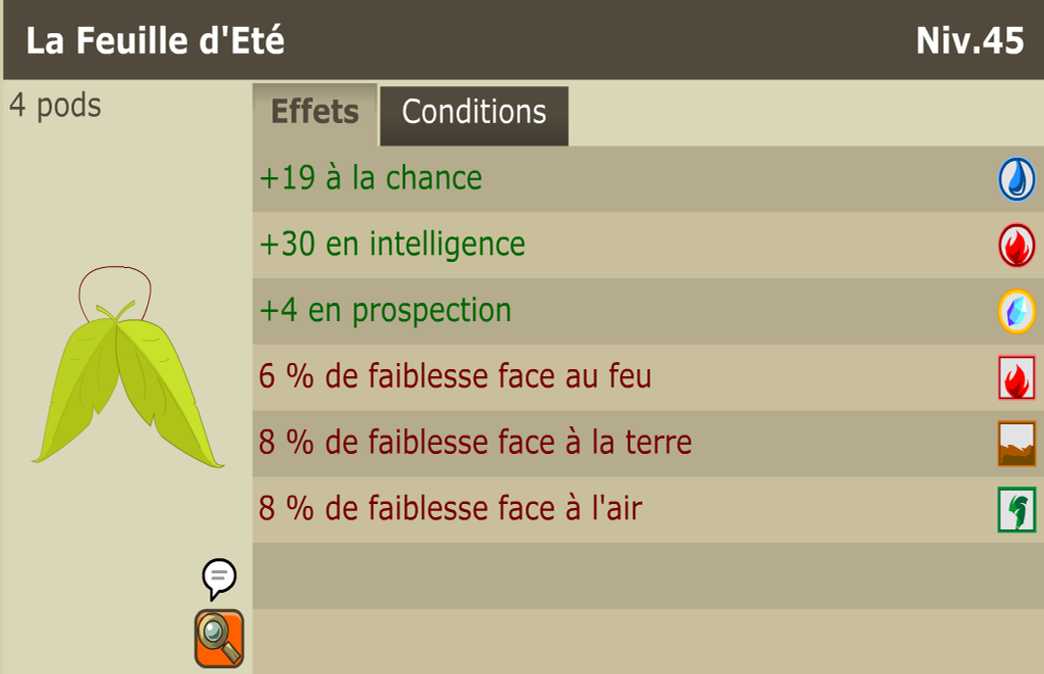 La Feuille d'Eté
Niv.45
4 pods
Effets
Conditions
+19 à la chance
+30 en intelligence
+4 en prospection
6 % de faiblesse face au feu
8 % de faiblesse face à la terre
8 % de faiblesse face à l'air